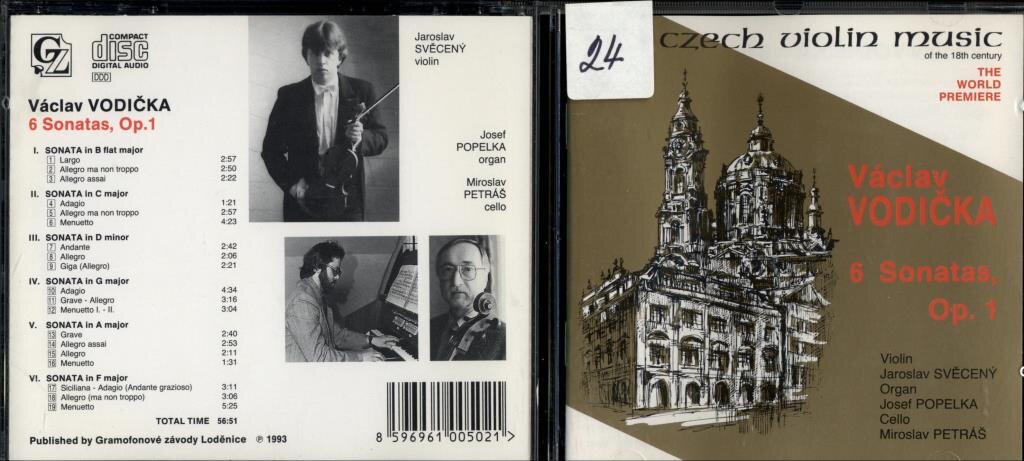 GZ
COMPACT
disc
DIGITAL AUDIO
DDD
Václav VODIČKA
6 Sonatas, Op.1
I. SONATA in B flat major
1 Largo 2:57
2 Allegro ma non troppo 2:50
3 Allegro assai 2:22
II. SONATA in C major
4 Adagio 1:21
5 Allegro ma non troppo 2:57
6 Menuetto 4:23
III. SONATA in D minor
7 Andante 2:42
8 Allegro 2:06
9 Giga (Allegro) 2:21
IV. SONATA in G major
10 Adagio 4:34
11 Grave - Allegro 3:16
12 Menuetto I. - II. 3:04
V. SONATA in A major
13 Grave 2:40
14 Allegro assai 2:53
15 Allegro 2:11
16 Menuetto 1:31
V!. SONATA in F major
17 Siciliana - Adagio (Andante grazioso) 3:11
18 Allegro (ma non troppo) 3:06
19 Menuetto 5:25
TOTAL TIME 56:51
Published by Gramofonové závody Loděnice ℗ 1993
Jaroslav
SVĚCENÝ
violin
Josef
POPELKA
organ
Miroslav
PETRÁŠ
cello
8 596961 005021 >
24
czech violin music
of the 18th century
THE
WORLD
PREMIERE
Václav
VODIČKA
6 Sonatas,
Op. 1
Violin
Jaroslav SVĚCENÝ
Organ
Josef POPELKA
Cello
Miroslav PETRÁŠ